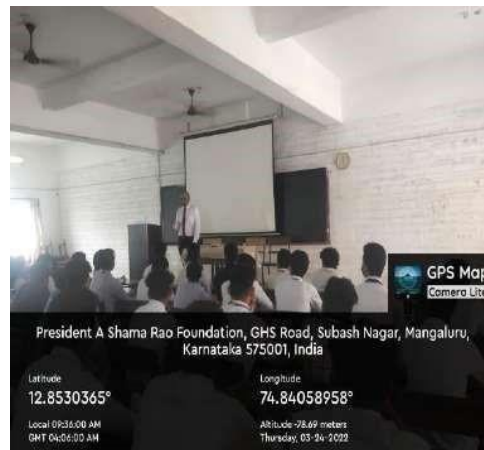 GPS Map
Camera Lite
President A Shama Rao Foundation, GHS Road, Subash Nagar, Mangaluru,
Karnataka 575001, India
Latitude
12.8530365°
Longitude
74.84058958°
Local 09:36:00 AM
GMT 04:06:00 AM
Altitude -78.69 meters
Thursday, 03-24-2022